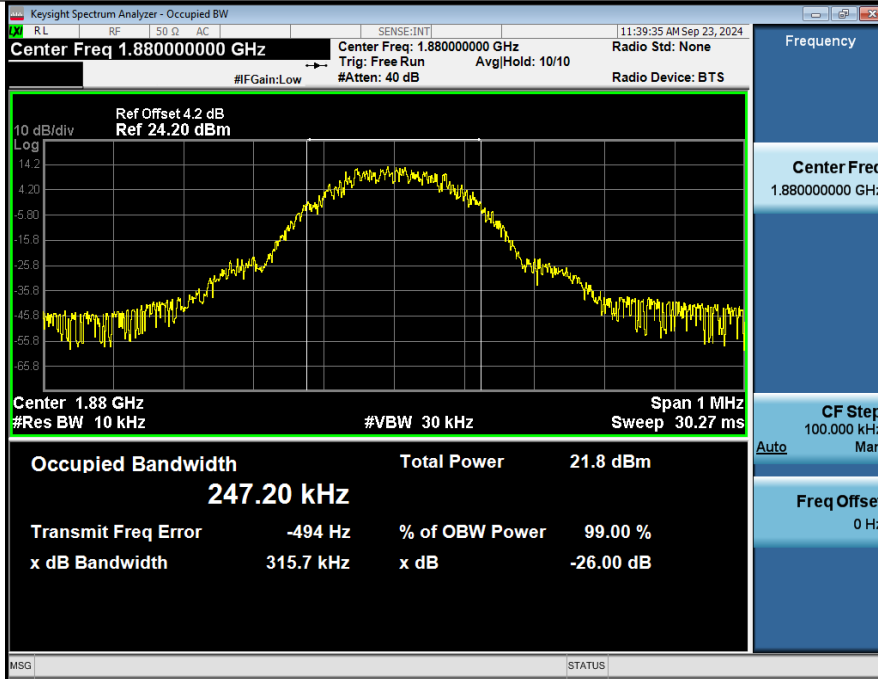 Keysight Spectrum Analyzer - Occupied BW
LXI RL RF 50 Ω AC SENSE:INT 11:39:35 AM Sep 23, 2024
Center Freq 1.880000000 GHz
#IFGain:Low
Center Freq: 1.880000000 GHz
Trig: Free Run Avg|Hold: 10/10
#Atten: 40 dB
Radio Std: None
Radio Device: BTS
Ref Offset 4.2 dB
10 dB/div Ref 24.20 dBm
Log
14.2
4.20
-5.80
-15.8
-25.8
-35.8
-45.8
-55.8
-65.8
Center 1.88 GHz Span 1 MHz
#Res BW 10 kHz #VBW 30 kHz Sweep 30.27 ms
Occupied Bandwidth Total Power 21.8 dBm
247.20 kHz
Transmit Freq Error -494 Hz % of OBW Power 99.00 %
x dB Bandwidth 315.7 kHz x dB -26.00 dB
MSG STATUS
Frequency
Center Freq
1.880000000 GHz
CF Step
100.000 kHz
Auto Man
Freq Offset
0 Hz